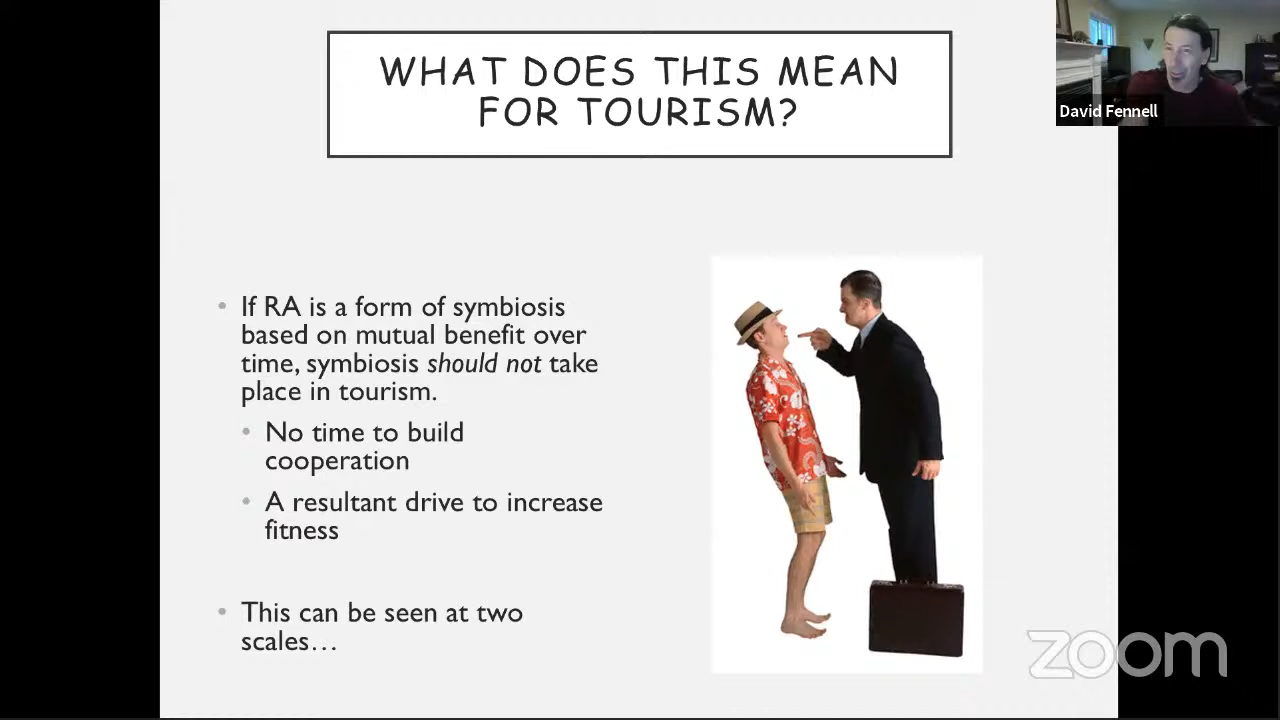 WHAT DOES THIS MEAN
FOR TOURISM?
David Fennell
• If RA is a form of symbiosis
based on mutual benefit over
time, symbiosis should not take
place in tourism.
• No time to build
cooperation
• A resultant drive to increase
fitness
• This can be seen at two
scales…
zoom